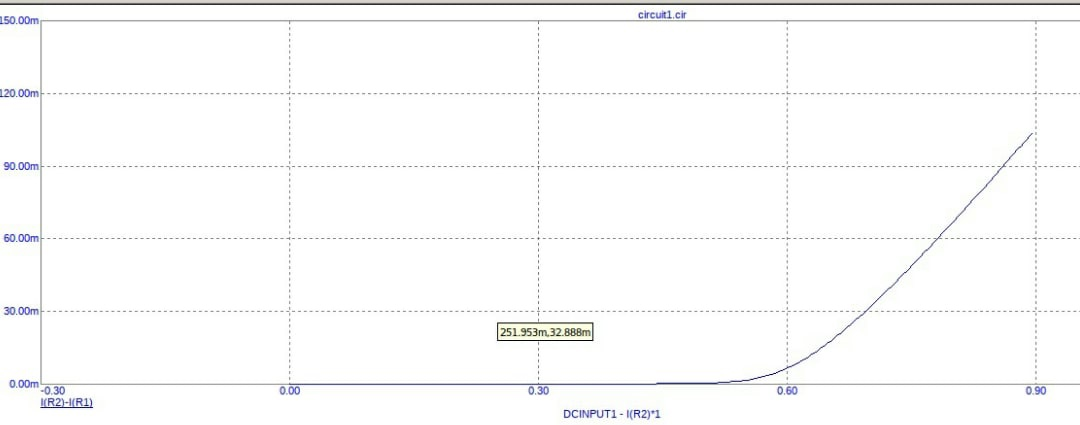 circuit1.cir
150.00m
120.00m
90.00m
60.00m
30.00m
251.953m,32.888m
0.00m
-0.30 0.00 0.30 0.60 0.90
I(R2)-I(R1)
DCINPUT1 - I(R2)*1